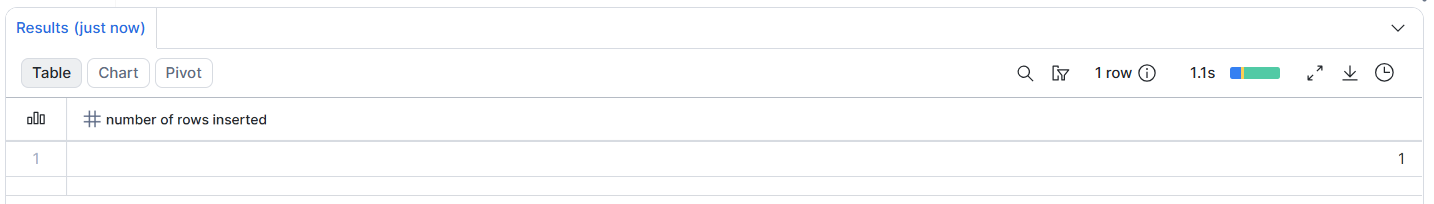 Results (just now)
Table Chart Pivot 1 row 1.1s
number of rows inserted
1 1